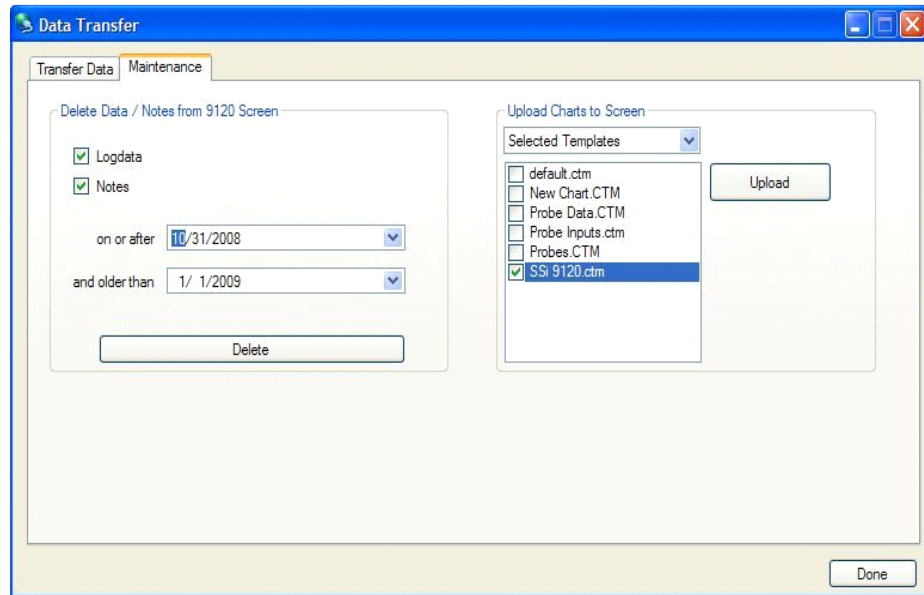 Data Transfer
Transfer Data
Maintenance
Delete Data / Notes from 9120 Screen
Logdata
Notes
on or after 10/31/2008
and older than 1/ 1/2009
Delete
Upload Charts to Screen
Selected Templates
default.ctm
New Chart.CTM
Probe Data.CTM
Probe Inputs.ctm
Probes.CTM
SSi 9120.ctm
Upload
Done